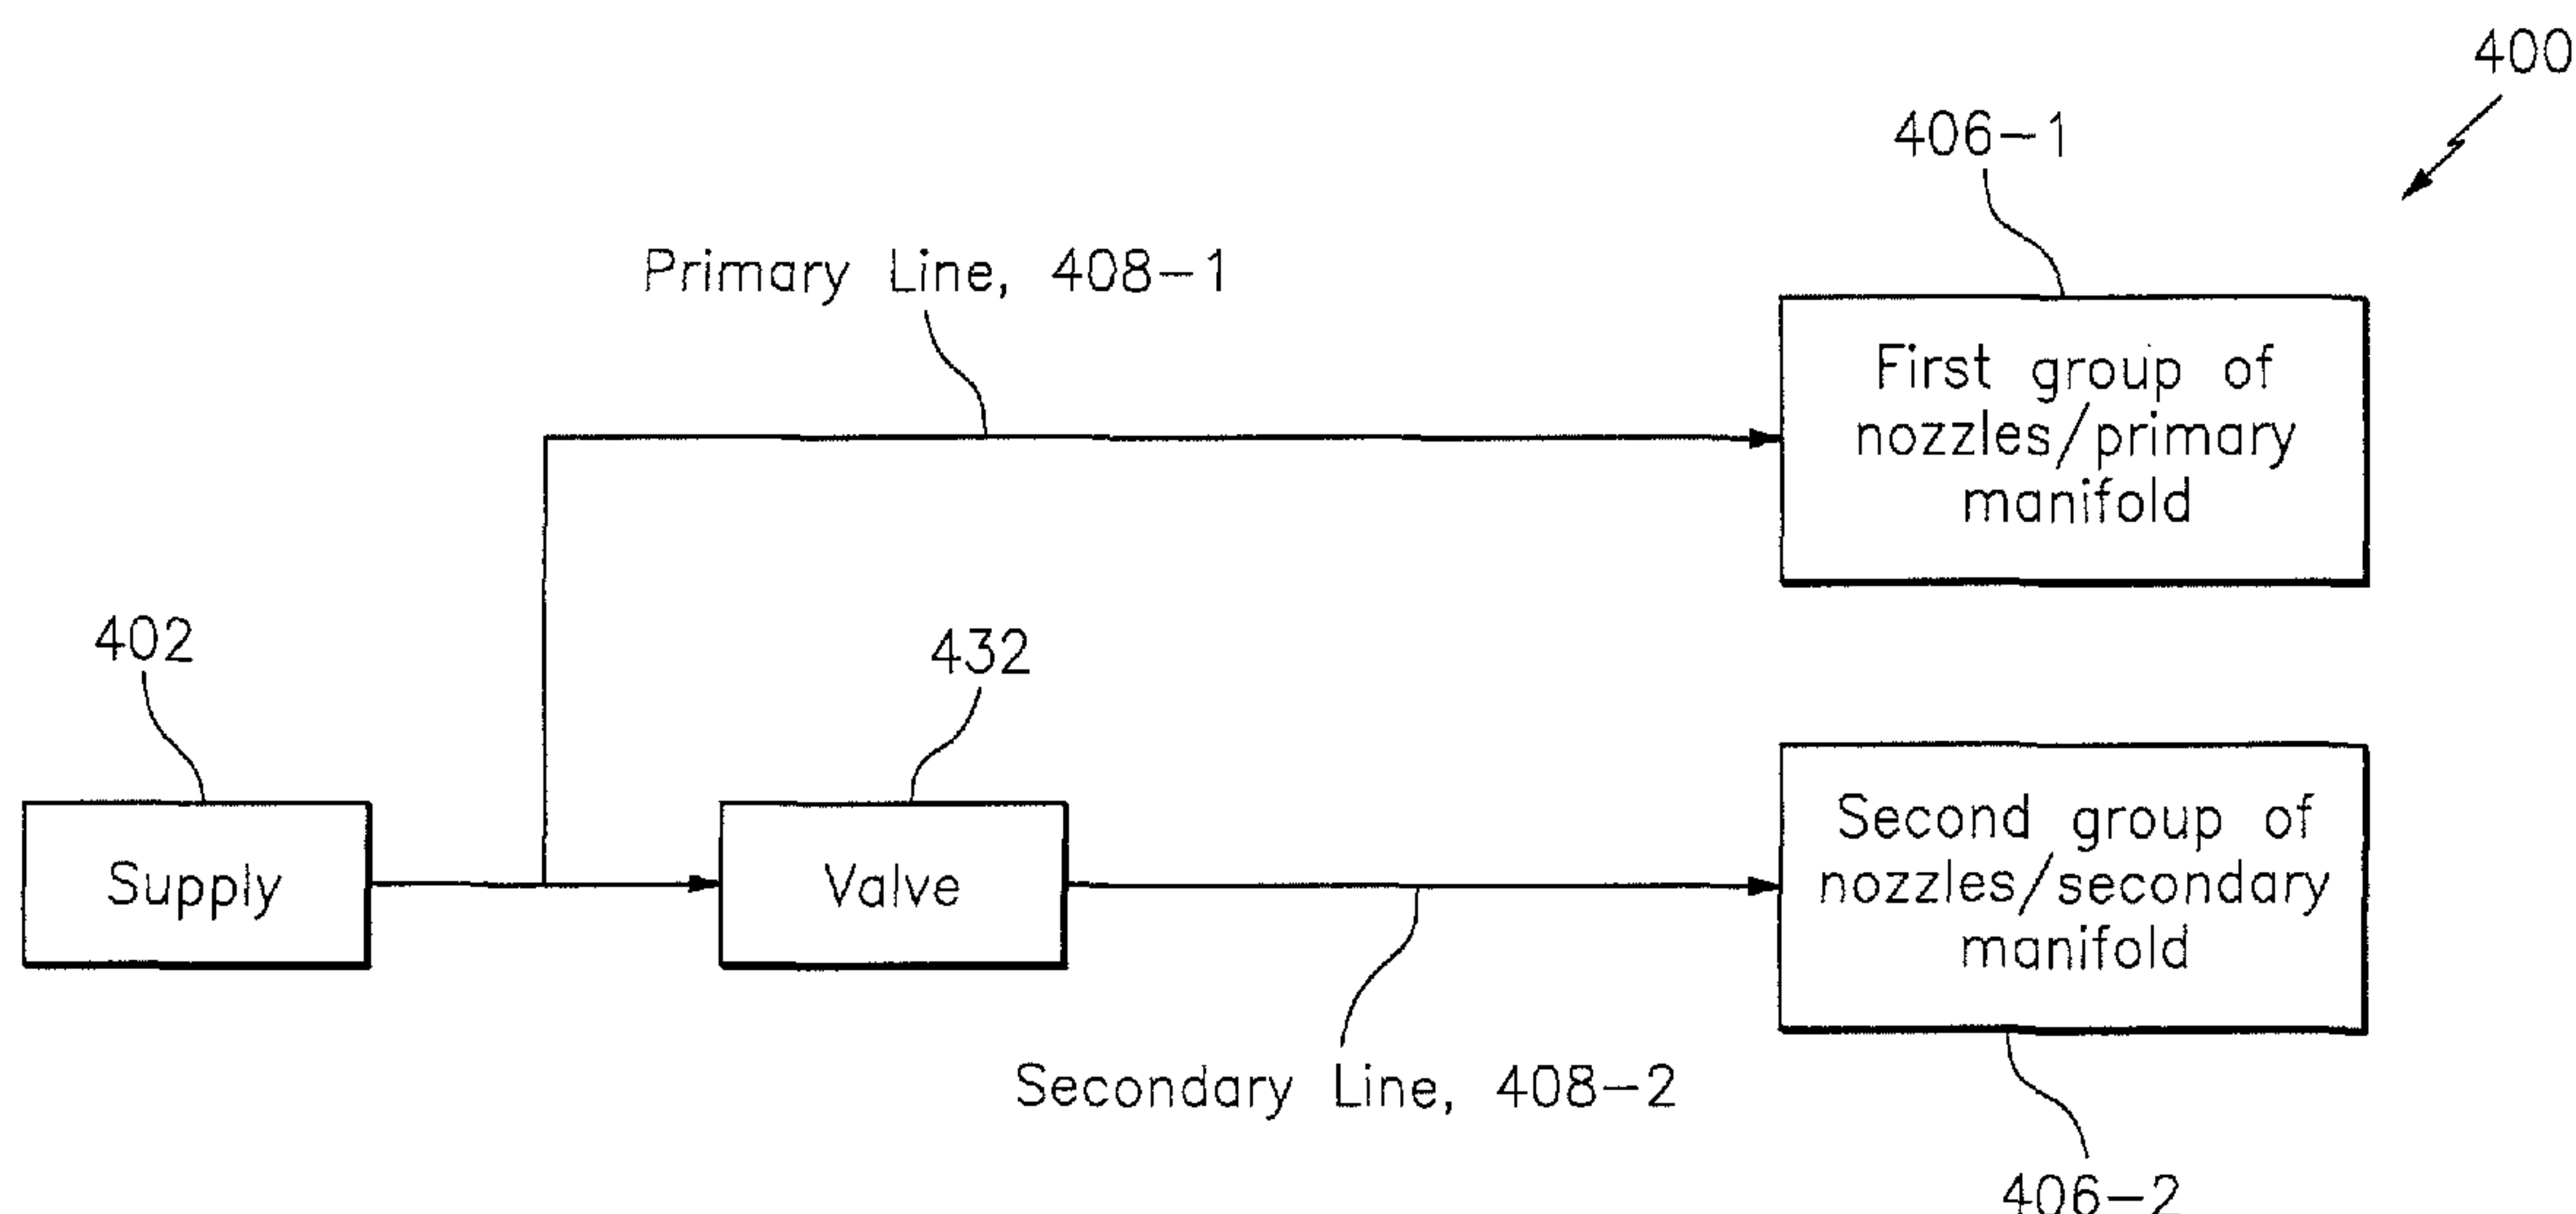 400
406-1
Primary Line, 408-1
First group of
nozzles/primary
manifold
402
432
Supply
Valve
Second group of
nozzles/secondary
manifold
Secondary Line, 408-2
406-2